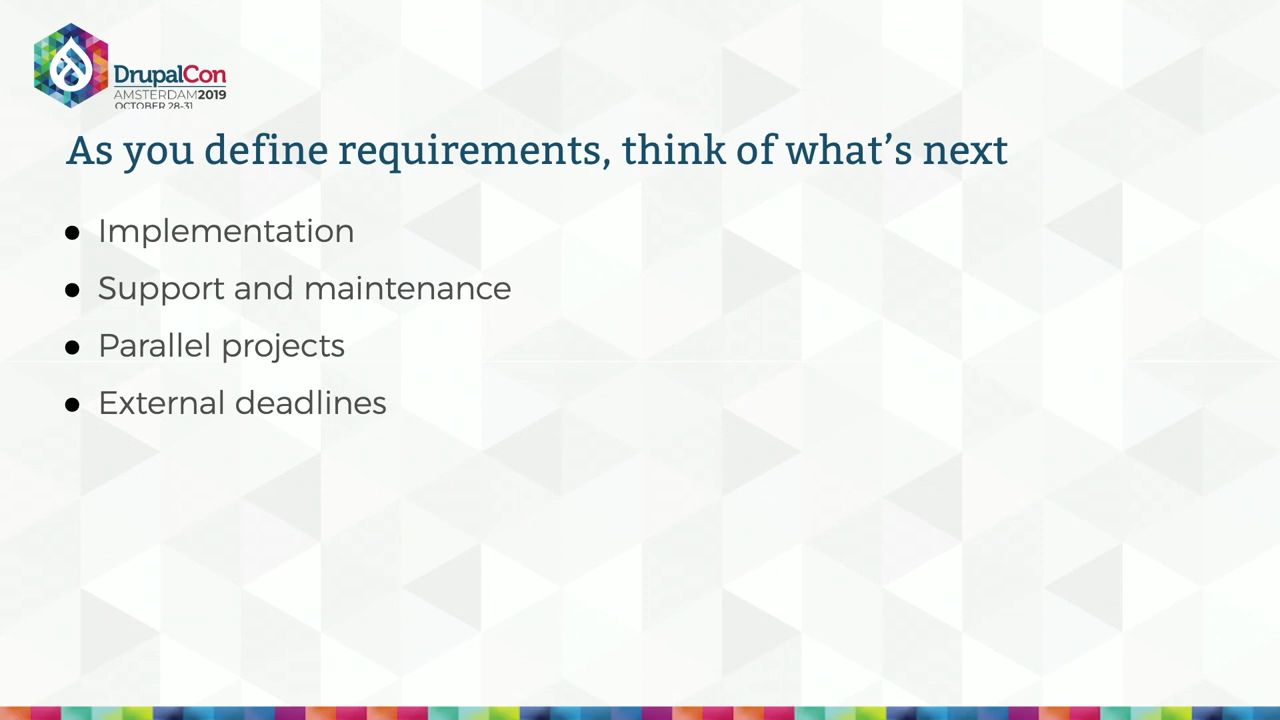 DrupalCon
AMSTERDAM2019
OCTOBER 28-31
As you define requirements, think of what’s next
● Implementation
● Support and maintenance
● Parallel projects
● External deadlines